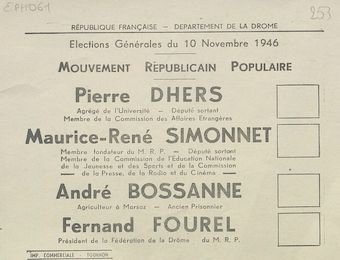 EPH061
253
RÉPUBLIQUE FRANÇAISE — DÉPARTEMENT DE LA DROME
Elections Générales du 10 Novembre 1946
MOUVEMENT RÉPUBLICAIN POPULAIRE
Pierre DHERS
Agrégé de l'Université — Député sortant
Membre de la Commission des Affaires Etrangères
Maurice-René SIMONNET
Membre fondateur du M. R. P. — Député sortant
Membre de la Commission de l'Education Nationale
de la Jeunesse et des Sports et de la Commission
— de la Presse, de la Radio et du Cinéma —
André BOSSANNE
Agriculteur à Marsaz — Ancien Prisonnier
Fernand FOUREL
Président de la Fédération de la Drôme du M. R. P.
IMP. COMMERCIALE - TOURNON